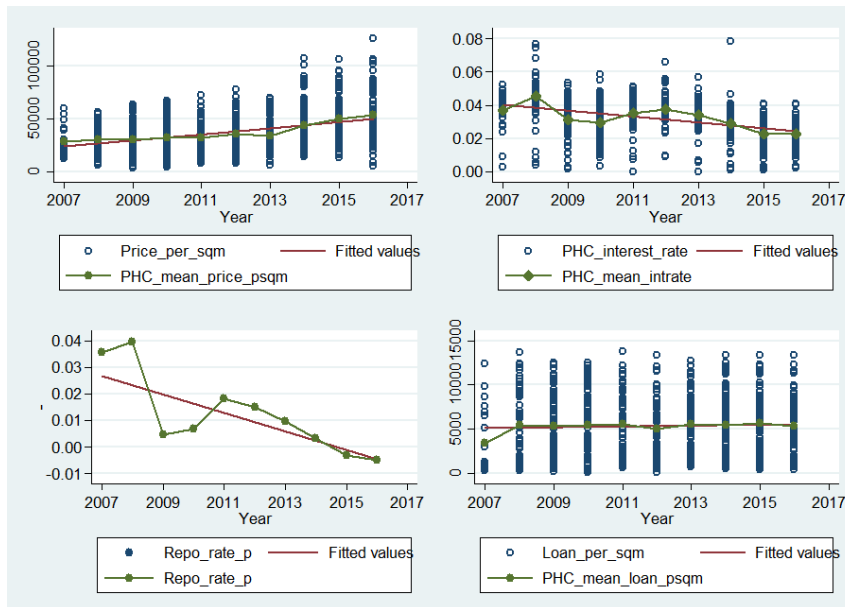 100000
50000
0
2007 2009 2011 2013 2015 2017
Year
Price_per_sqm Fitted values
PHC_mean_price_psqm
0.08
0.06
0.04
0.02
0.00
2007 2009 2011 2013 2015 2017
Year
PHC_interest_rate Fitted values
PHC_mean_intrate
0.04
0.03
0.02
0.01
0.00
-0.01
-
2007 2009 2011 2013 2015 2017
Year
Repo_rate_p Fitted values
Repo_rate_p
15000
10000
5000
0
2007 2009 2011 2013 2015 2017
Year
Loan_per_sqm Fitted values
PHC_mean_loan_psqm